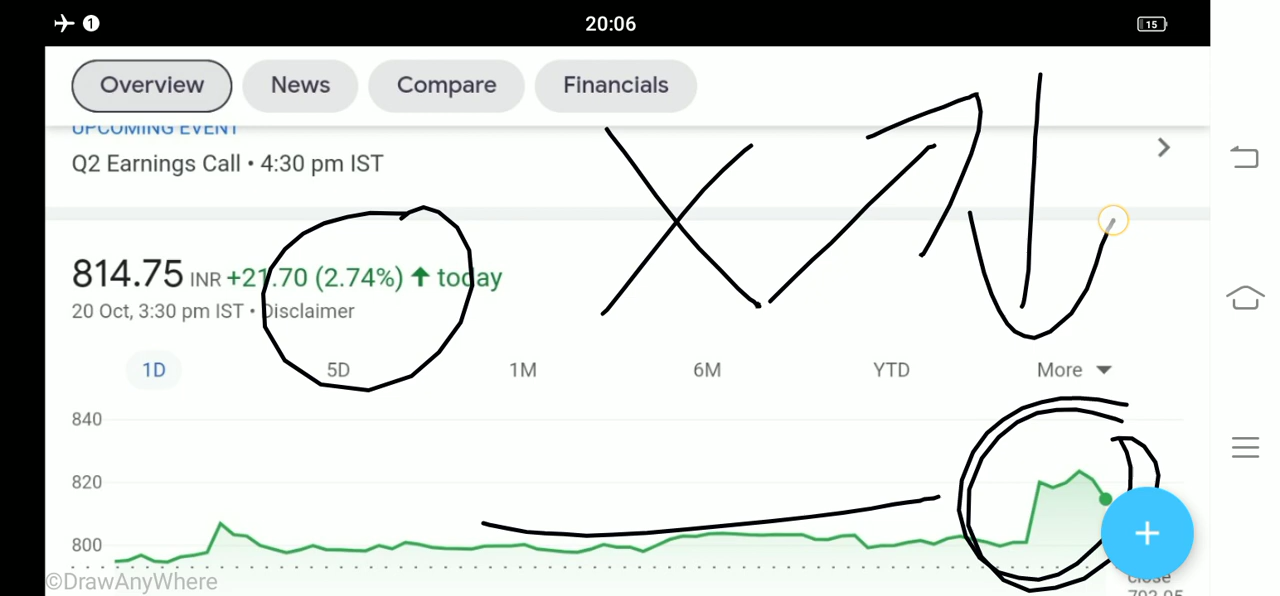 1 20:06 15
Overview News Compare Financials
UPCOMING EVENT
Q2 Earnings Call • 4:30 pm IST
814.75 INR +21.70 (2.74%) today
20 Oct, 3:30 pm IST • Disclaimer
1D 5D 1M 6M YTD More
840
820
800
©DrawAnyWhere
close